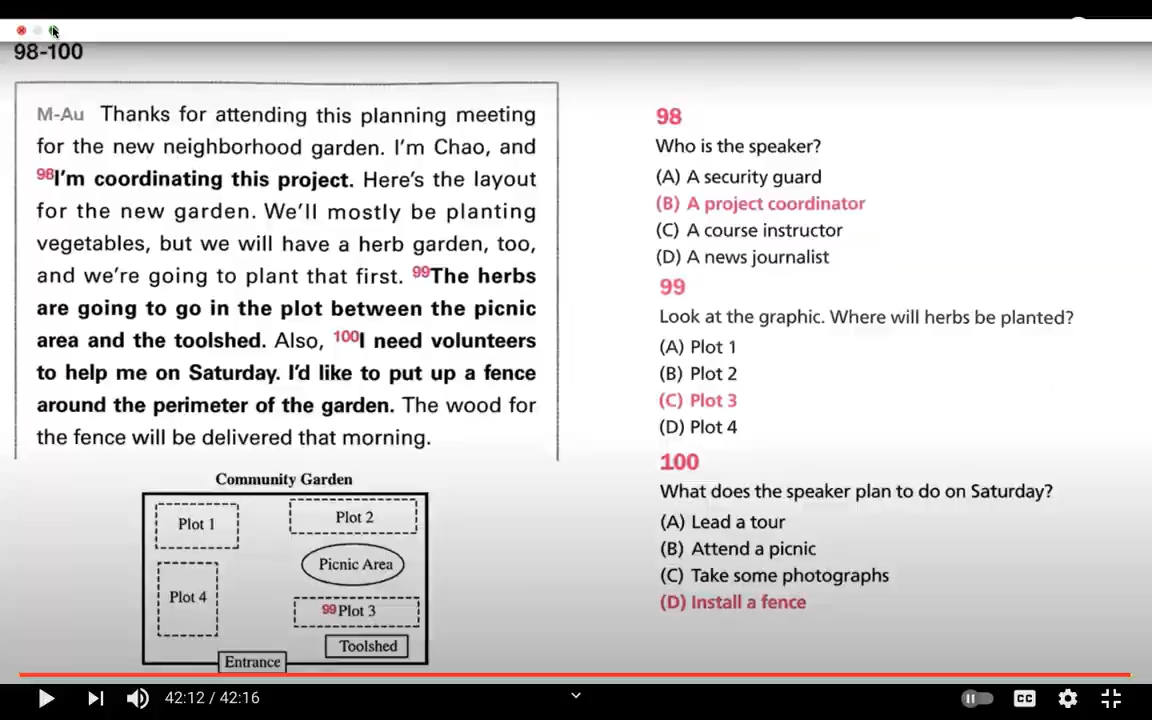 98-100
M-Au Thanks for attending this planning meeting
for the new neighborhood garden. I'm Chao, and
98I'm coordinating this project. Here's the layout
for the new garden. We'll mostly be planting
vegetables, but we will have a herb garden, too,
and we're going to plant that first. 99The herbs
are going to go in the plot between the picnic
area and the toolshed. Also, 100I need volunteers
to help me on Saturday. I'd like to put up a fence
around the perimeter of the garden. The wood for
the fence will be delivered that morning.
Community Garden
Plot 1
Plot 2
Picnic Area
Plot 4
99Plot 3
Toolshed
Entrance
98
Who is the speaker?
(A) A security guard
(B) A project coordinator
(C) A course instructor
(D) A news journalist
99
Look at the graphic. Where will herbs be planted?
(A) Plot 1
(B) Plot 2
(C) Plot 3
(D) Plot 4
100
What does the speaker plan to do on Saturday?
(A) Lead a tour
(B) Attend a picnic
(C) Take some photographs
(D) Install a fence
42:12 / 42:16
CC